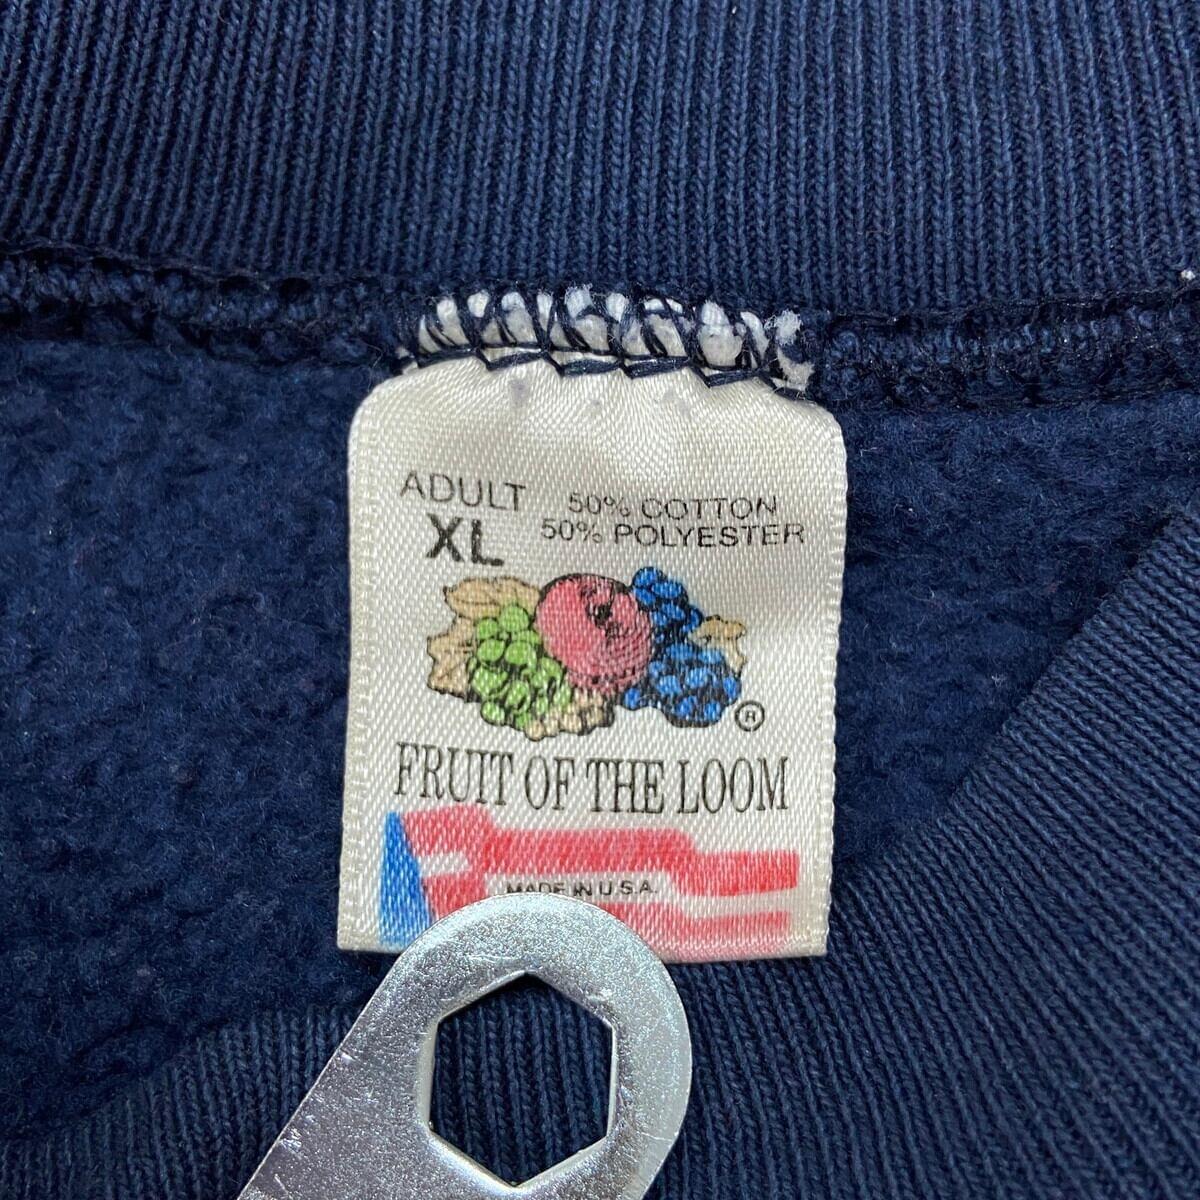 ADULT 50% COTTON
XL 50% POLYESTER
®
FRUIT OF THE LOOM
MADE IN U.S.A.